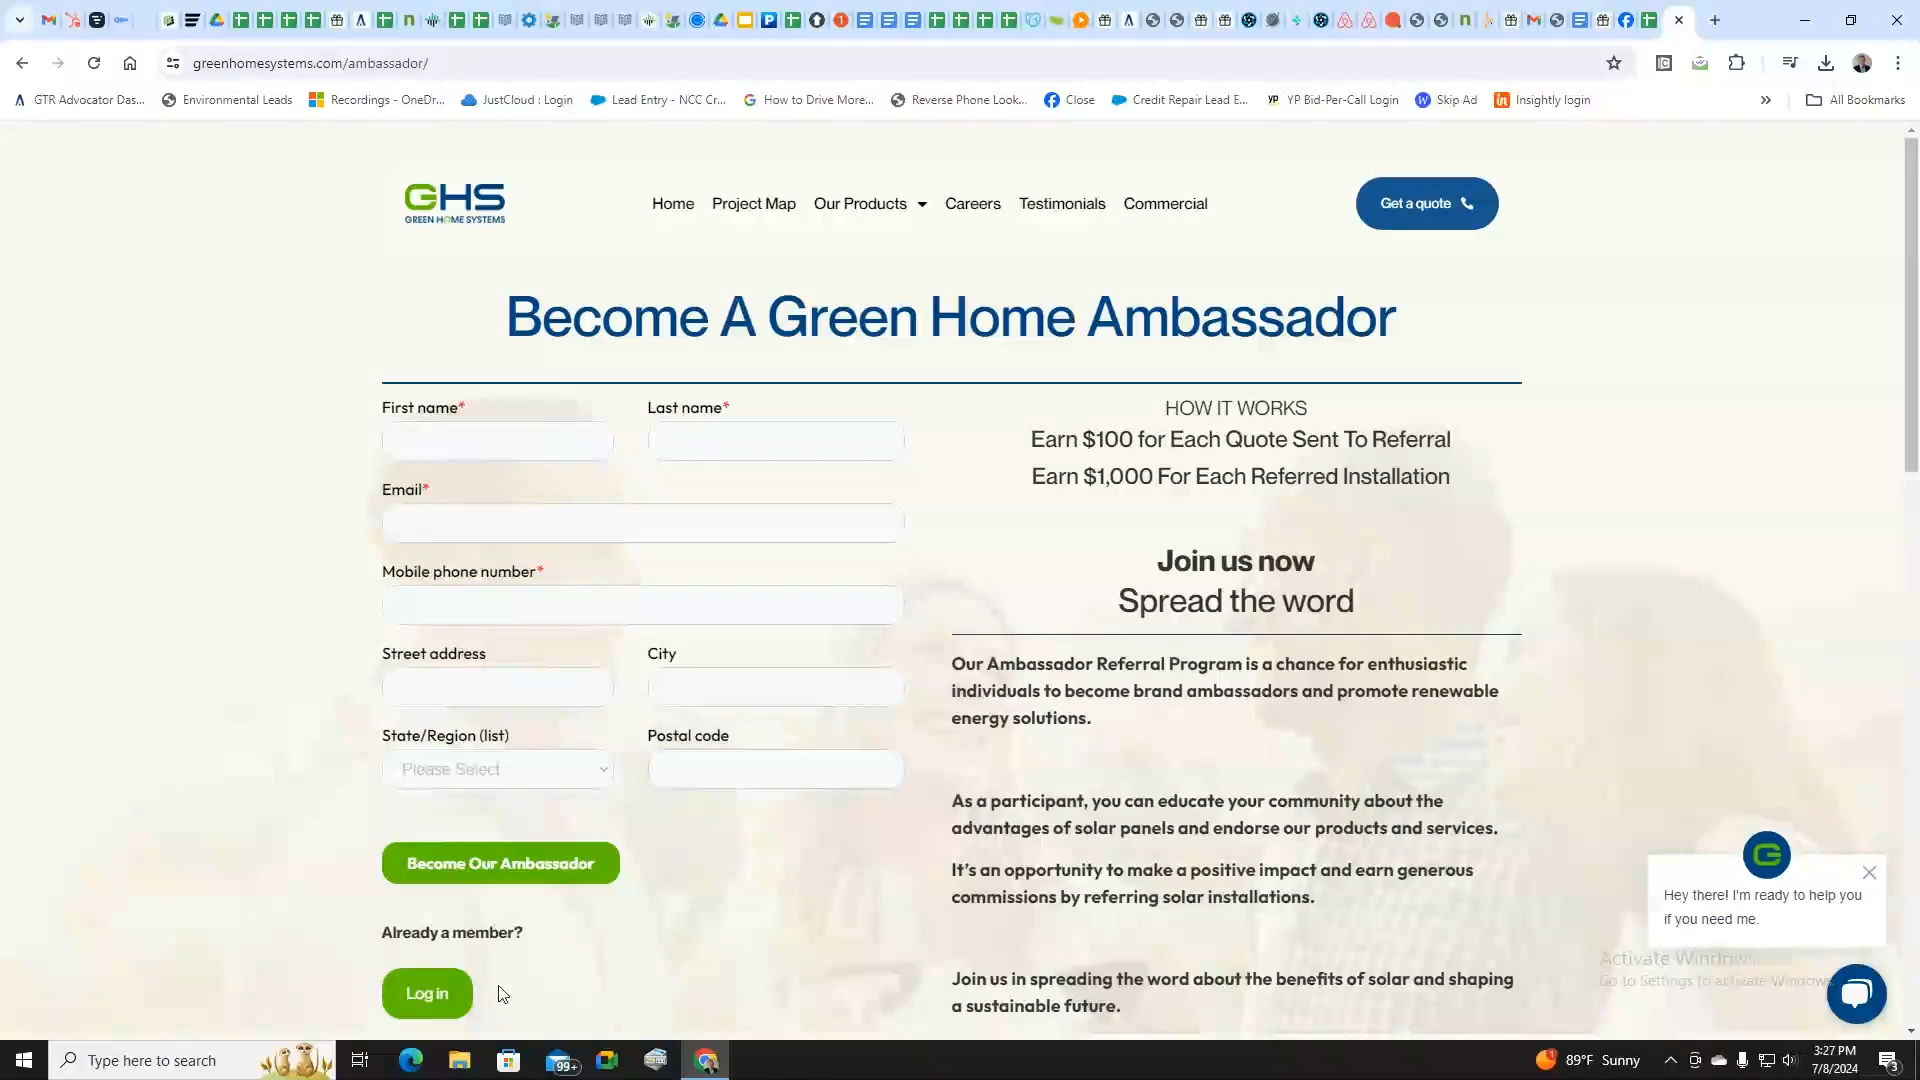 greenhomesystems.com/ambassador/
GTR Advocator Das...
Environmental Leads
Recordings - OneDr...
JustCloud : Login
Lead Entry - NCC Cr...
How to Drive More...
Reverse Phone Look...
Close
Credit Repair Lead E...
YP Bid-Per-Call Login
Skip Ad
Insightly login
»
All Bookmarks
GHS
GREEN HOME SYSTEMS
Home
Project Map
Our Products
Careers
Testimonials
Commercial
Get a quote
Become A Green Home Ambassador
First name*
Last name*
Email*
Mobile phone number*
Street address
City
State/Region (list)
Postal code
Please Select
Become Our Ambassador
Already a member?
Log in
HOW IT WORKS
Earn $100 for Each Quote Sent To Referral
Earn $1,000 For Each Referred Installation
Join us now
Spread the word
Our Ambassador Referral Program is a chance for enthusiastic
individuals to become brand ambassadors and promote renewable
energy solutions.
As a participant, you can educate your community about the
advantages of solar panels and endorse our products and services.
It's an opportunity to make a positive impact and earn generous
commissions by referring solar installations.
Join us in spreading the word about the benefits of solar and shaping
a sustainable future.
Hey there! I'm ready to help you
if you need me.
Activate Windows
Go to Settings to activate Windows.
Type here to search
99+
89°F Sunny
3:27 PM
7/8/2024
3